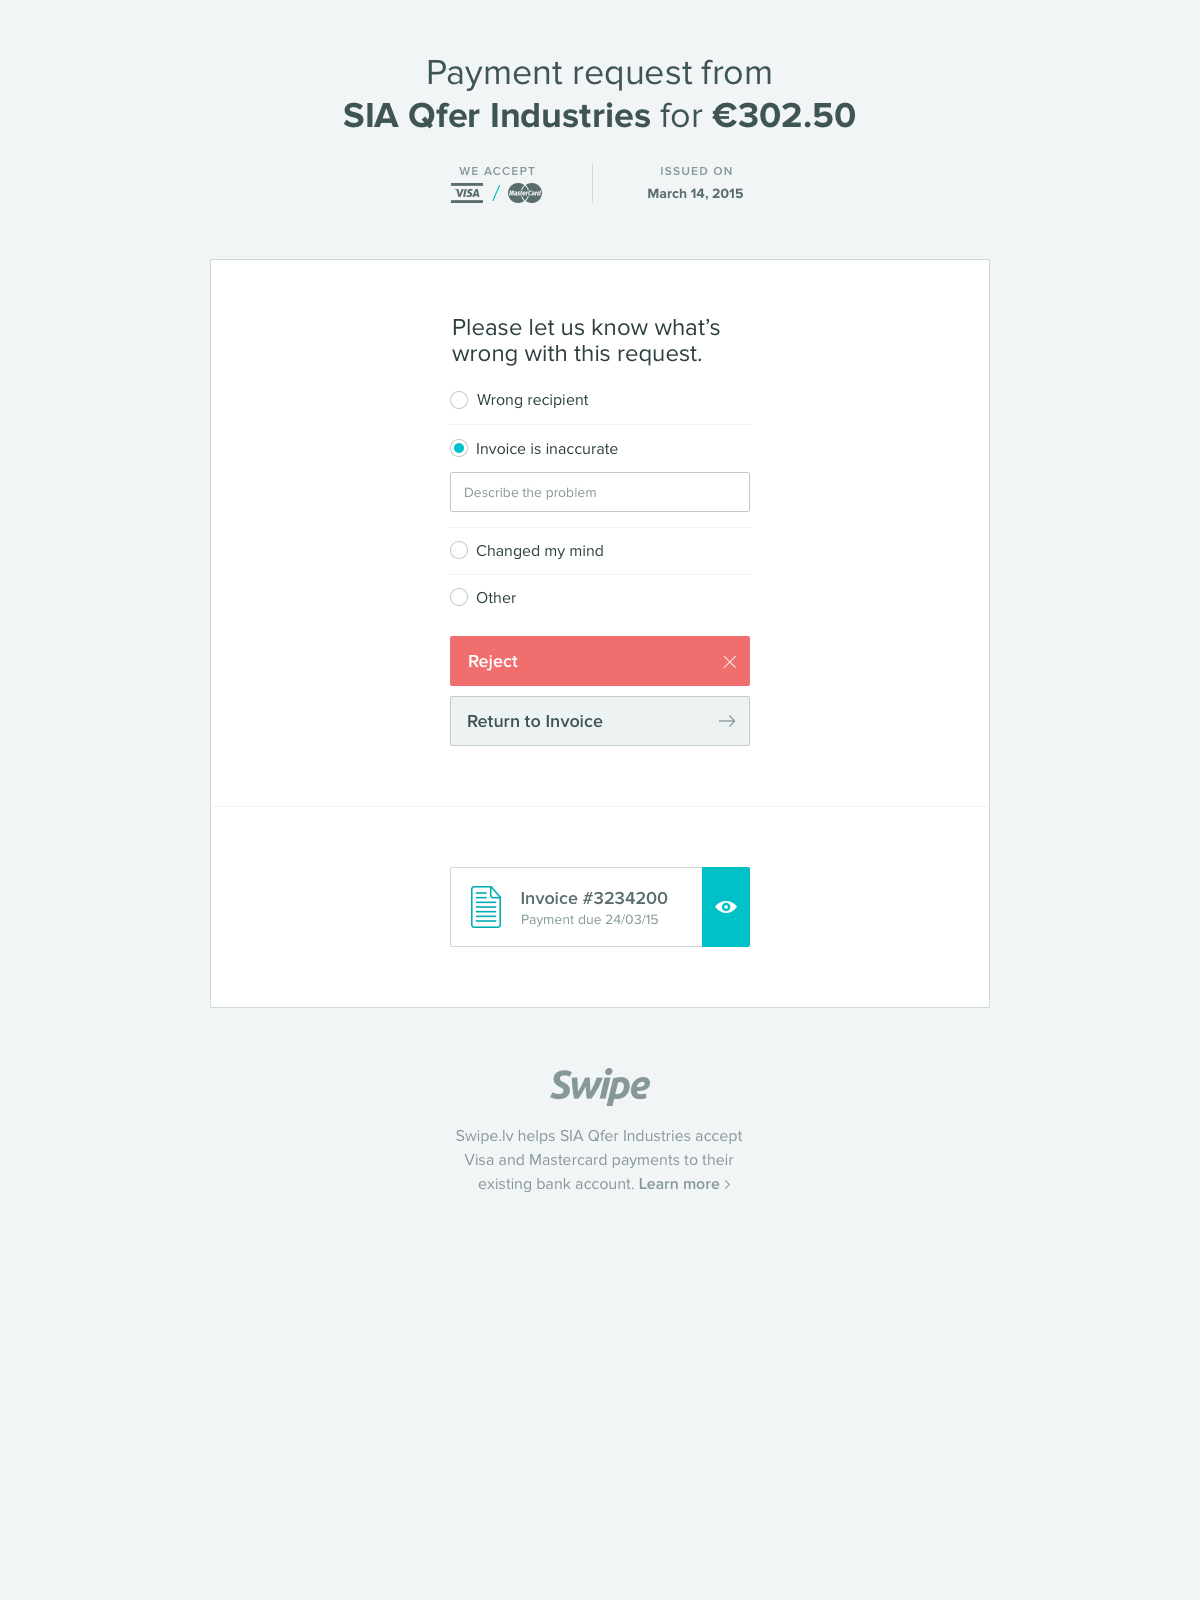 Payment request from
SIA Qfer Industries for €302.50
WE ACCEPT
VISA / MasterCard
ISSUED ON
March 14, 2015
Please let us know what’s
wrong with this request.
Wrong recipient
Invoice is inaccurate
Describe the problem
Changed my mind
Other
Reject
Return to Invoice
Invoice #3234200
Payment due 24/03/15
Swipe
Swipe.lv helps SIA Qfer Industries accept
Visa and Mastercard payments to their
existing bank account. Learn more >